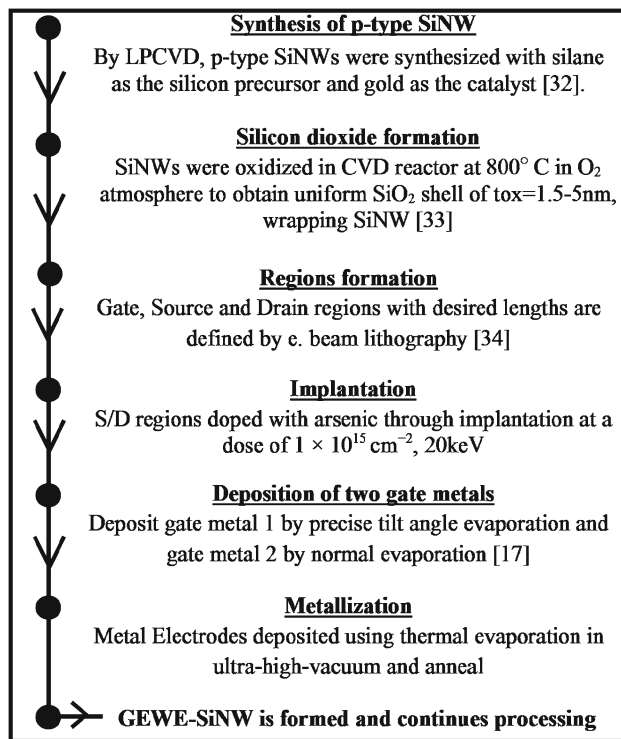 Synthesis of p-type SiNW
By LPCVD, p-type SiNWs were synthesized with silane
as the silicon precursor and gold as the catalyst [32].
Silicon dioxide formation
SiNWs were oxidized in CVD reactor at 800° C in O₂
atmosphere to obtain uniform SiO₂ shell of tox=1.5-5nm,
wrapping SiNW [33]
Regions formation
Gate, Source and Drain regions with desired lengths are
defined by e. beam lithography [34]
Implantation
S/D regions doped with arsenic through implantation at a
dose of 1 × 10¹⁵ cm⁻², 20keV
Deposition of two gate metals
Deposit gate metal 1 by precise tilt angle evaporation and
gate metal 2 by normal evaporation [17]
Metallization
Metal Electrodes deposited using thermal evaporation in
ultra-high-vacuum and anneal
GEWE-SiNW is formed and continues processing